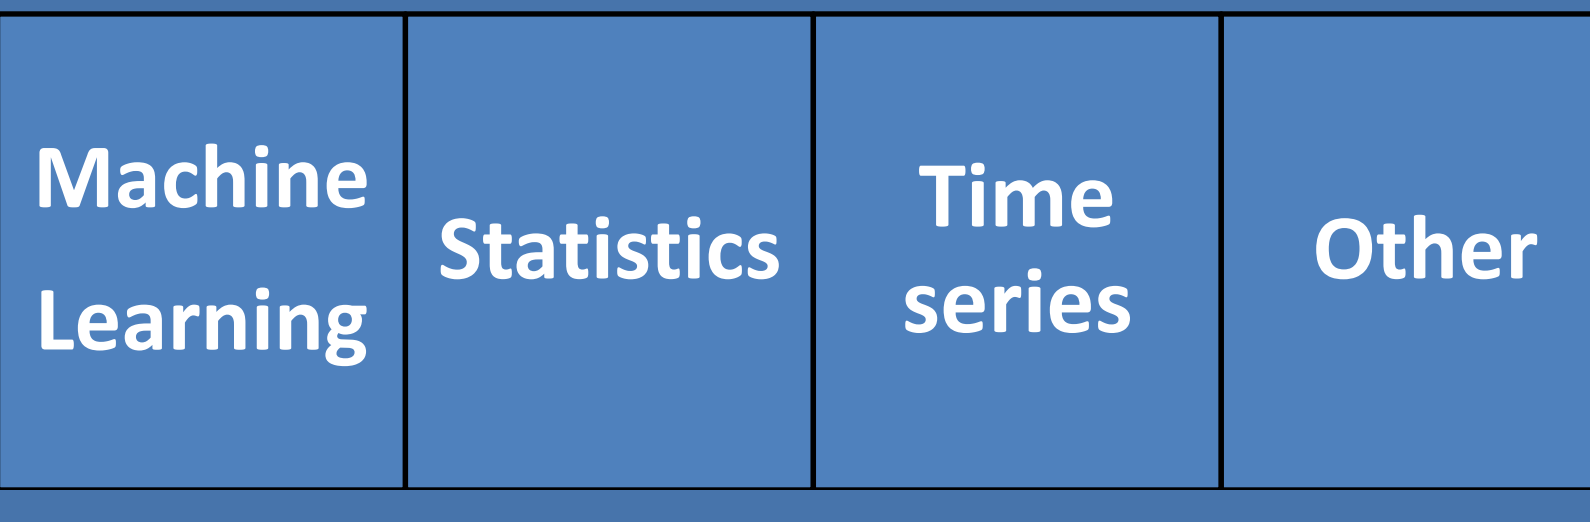 Machine
Learning
Statistics
Time
series
Other